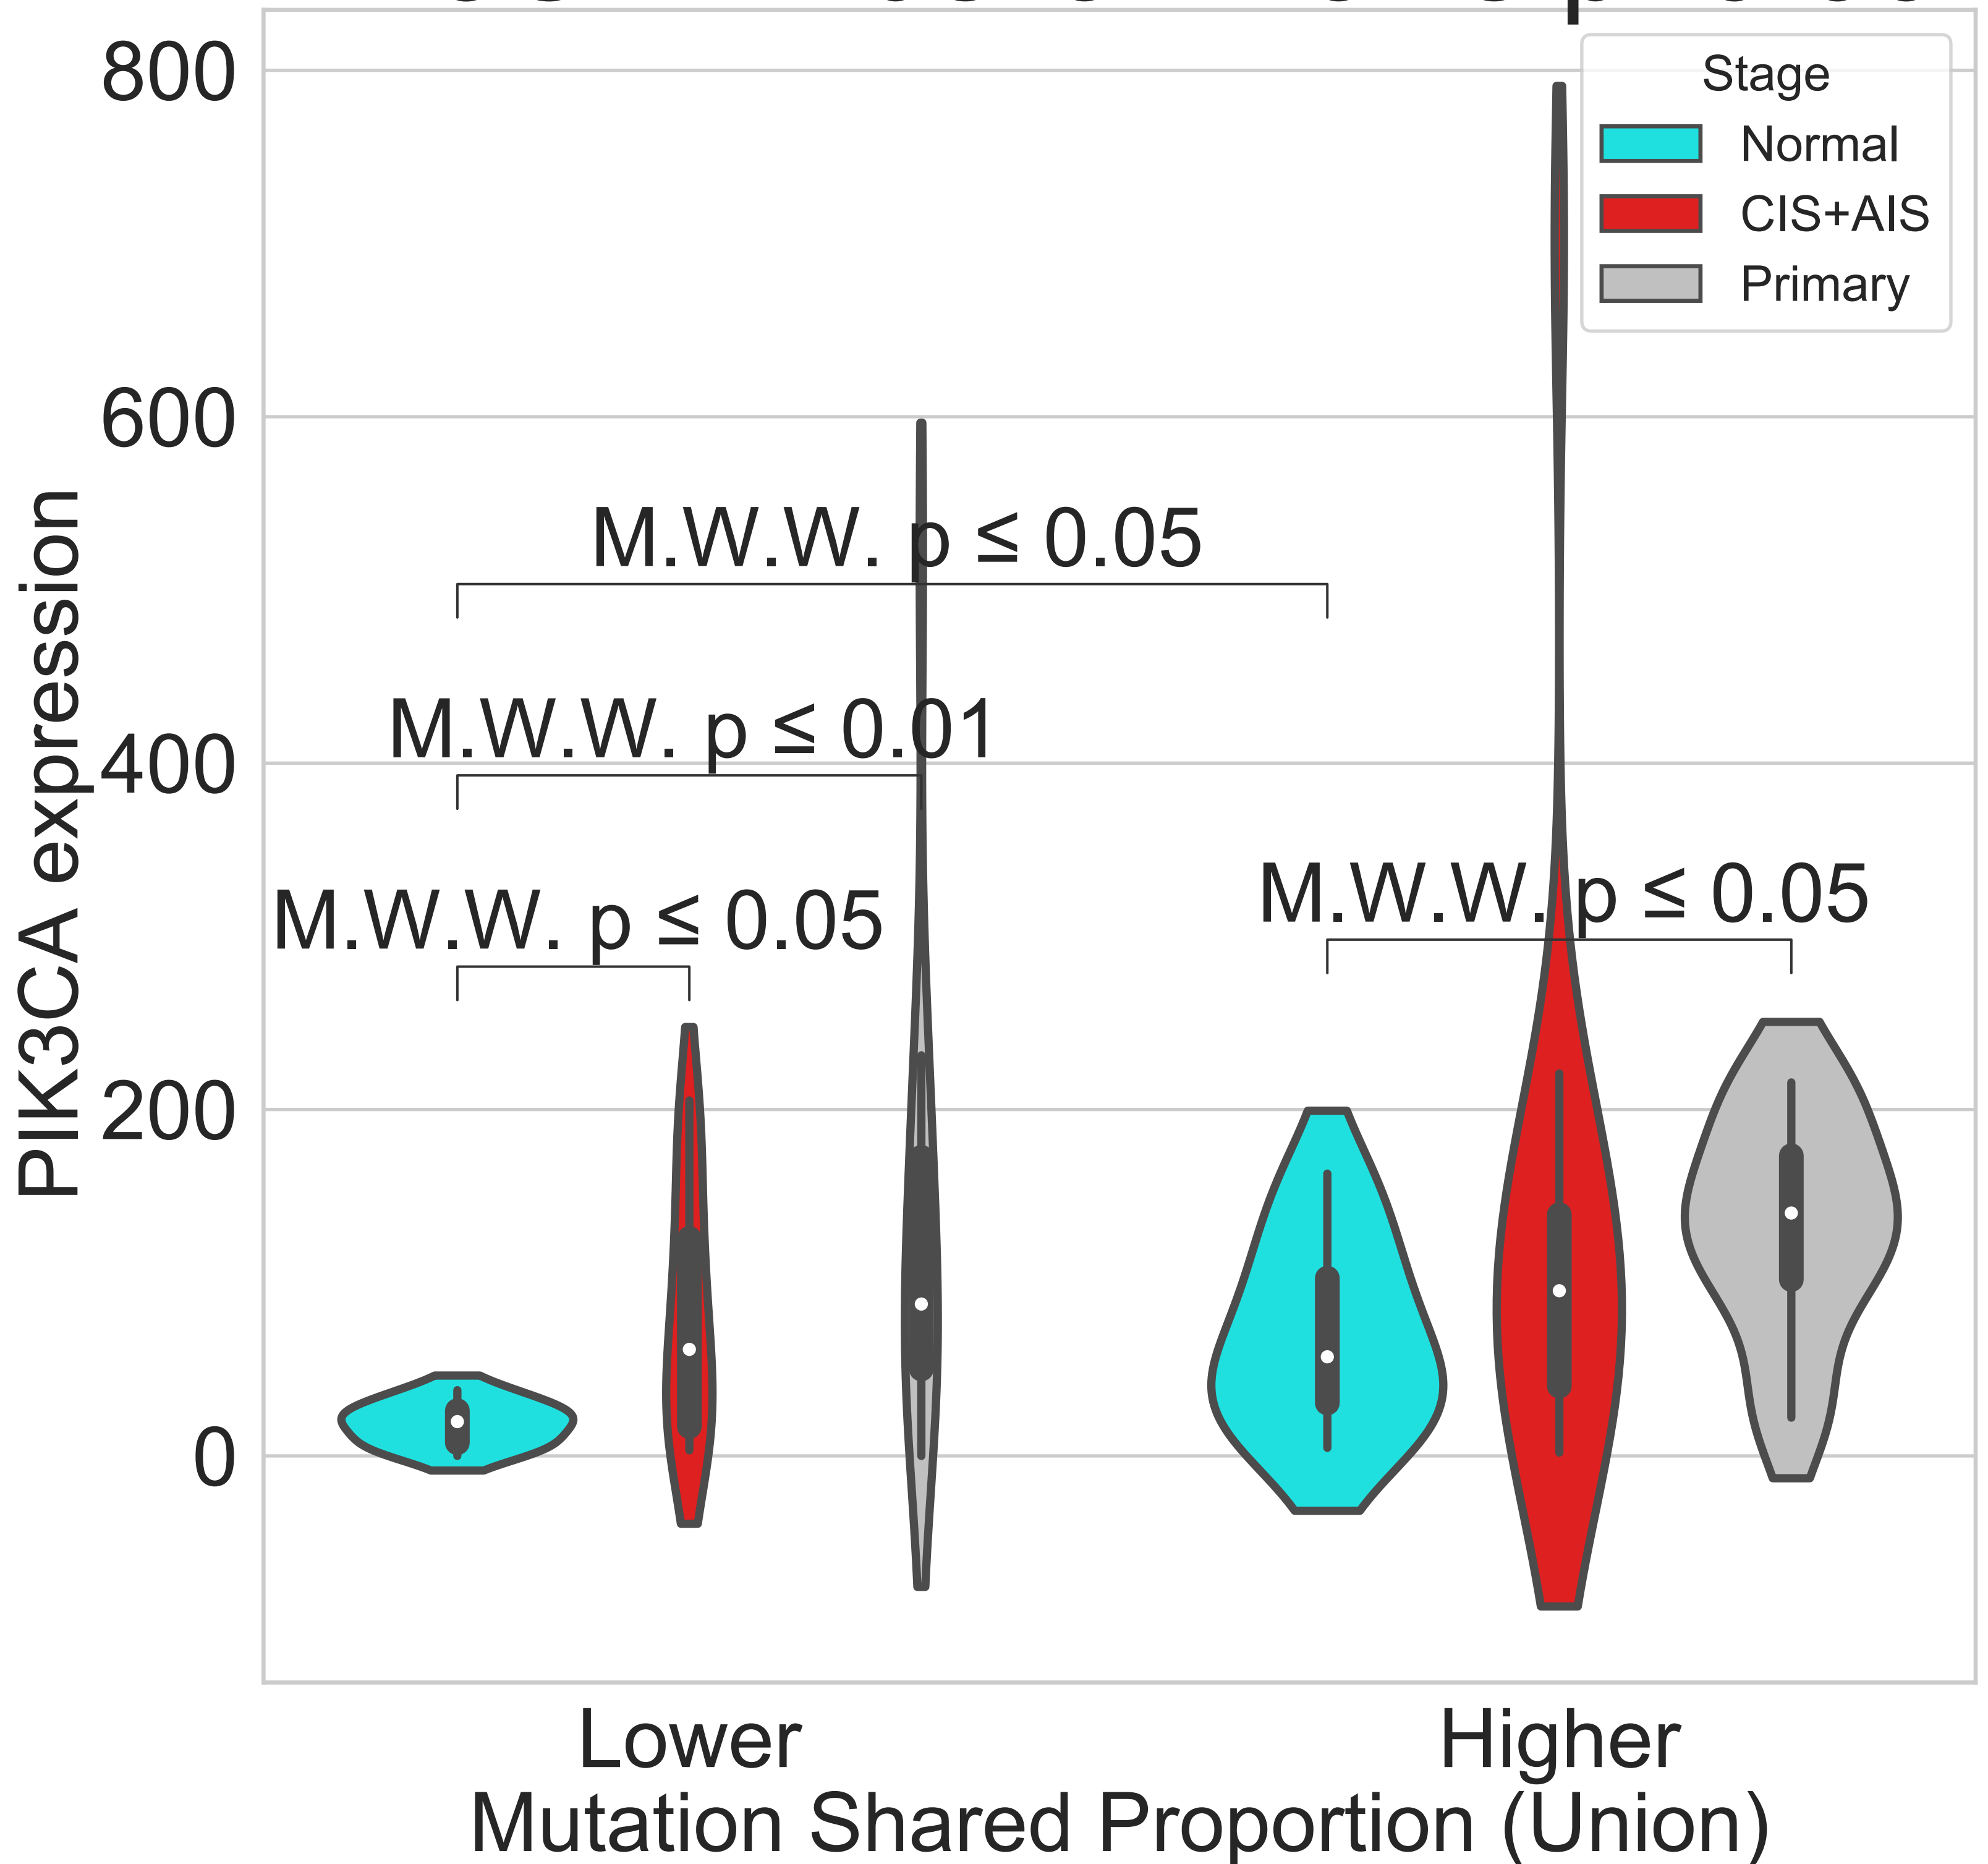 800
600
400
200
0
PIK3CA expression
Stage
Normal
CIS+AIS
Primary
M.W.W. p ≤ 0.05
M.W.W. p ≤ 0.01
M.W.W. p ≤ 0.05
M.W.W. p ≤ 0.05
Lower
Higher
Mutation Shared Proportion (Union)